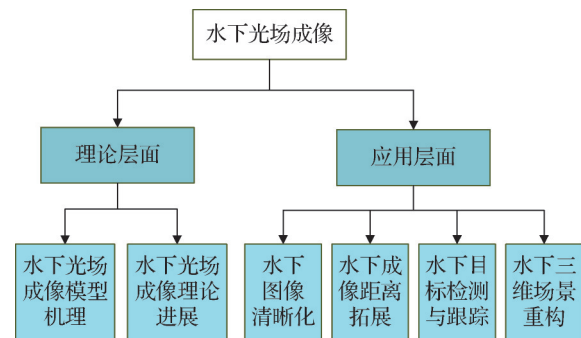 水下光场成像
理论层面
应用层面
水下光场
成像模型
机理
水下光场
成像理论
进展
水下
图像
清晰化
水下成
像距离
拓展
水下目
标检测
与跟踪
水下三
维场景
重构